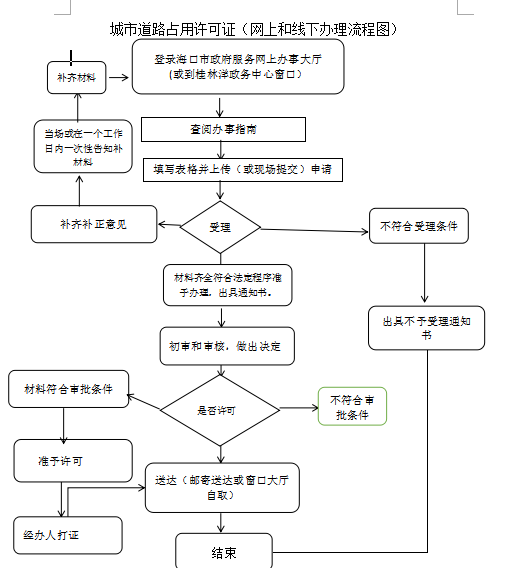 城市道路占用许可证（网上和线下办理流程图）
登录海口市政府服务网上办事大厅
(或到桂林洋政务中心窗口）
补齐材料
查阅办事指南
当场或在一个工作
日内一次性告知补
材料
填写表格并上传（或现场提交）申请
补齐补正意见
受理
不符合受理条件
材料齐全符合法定程序准
予办理，出具通知书。
出具不予受理通知
书
初审和审核，做出决定
材料符合审批条件
是否许可
不符合审
批条件
准予许可
送达（邮寄送达或窗口大厅
自取）
经办人打证
结束